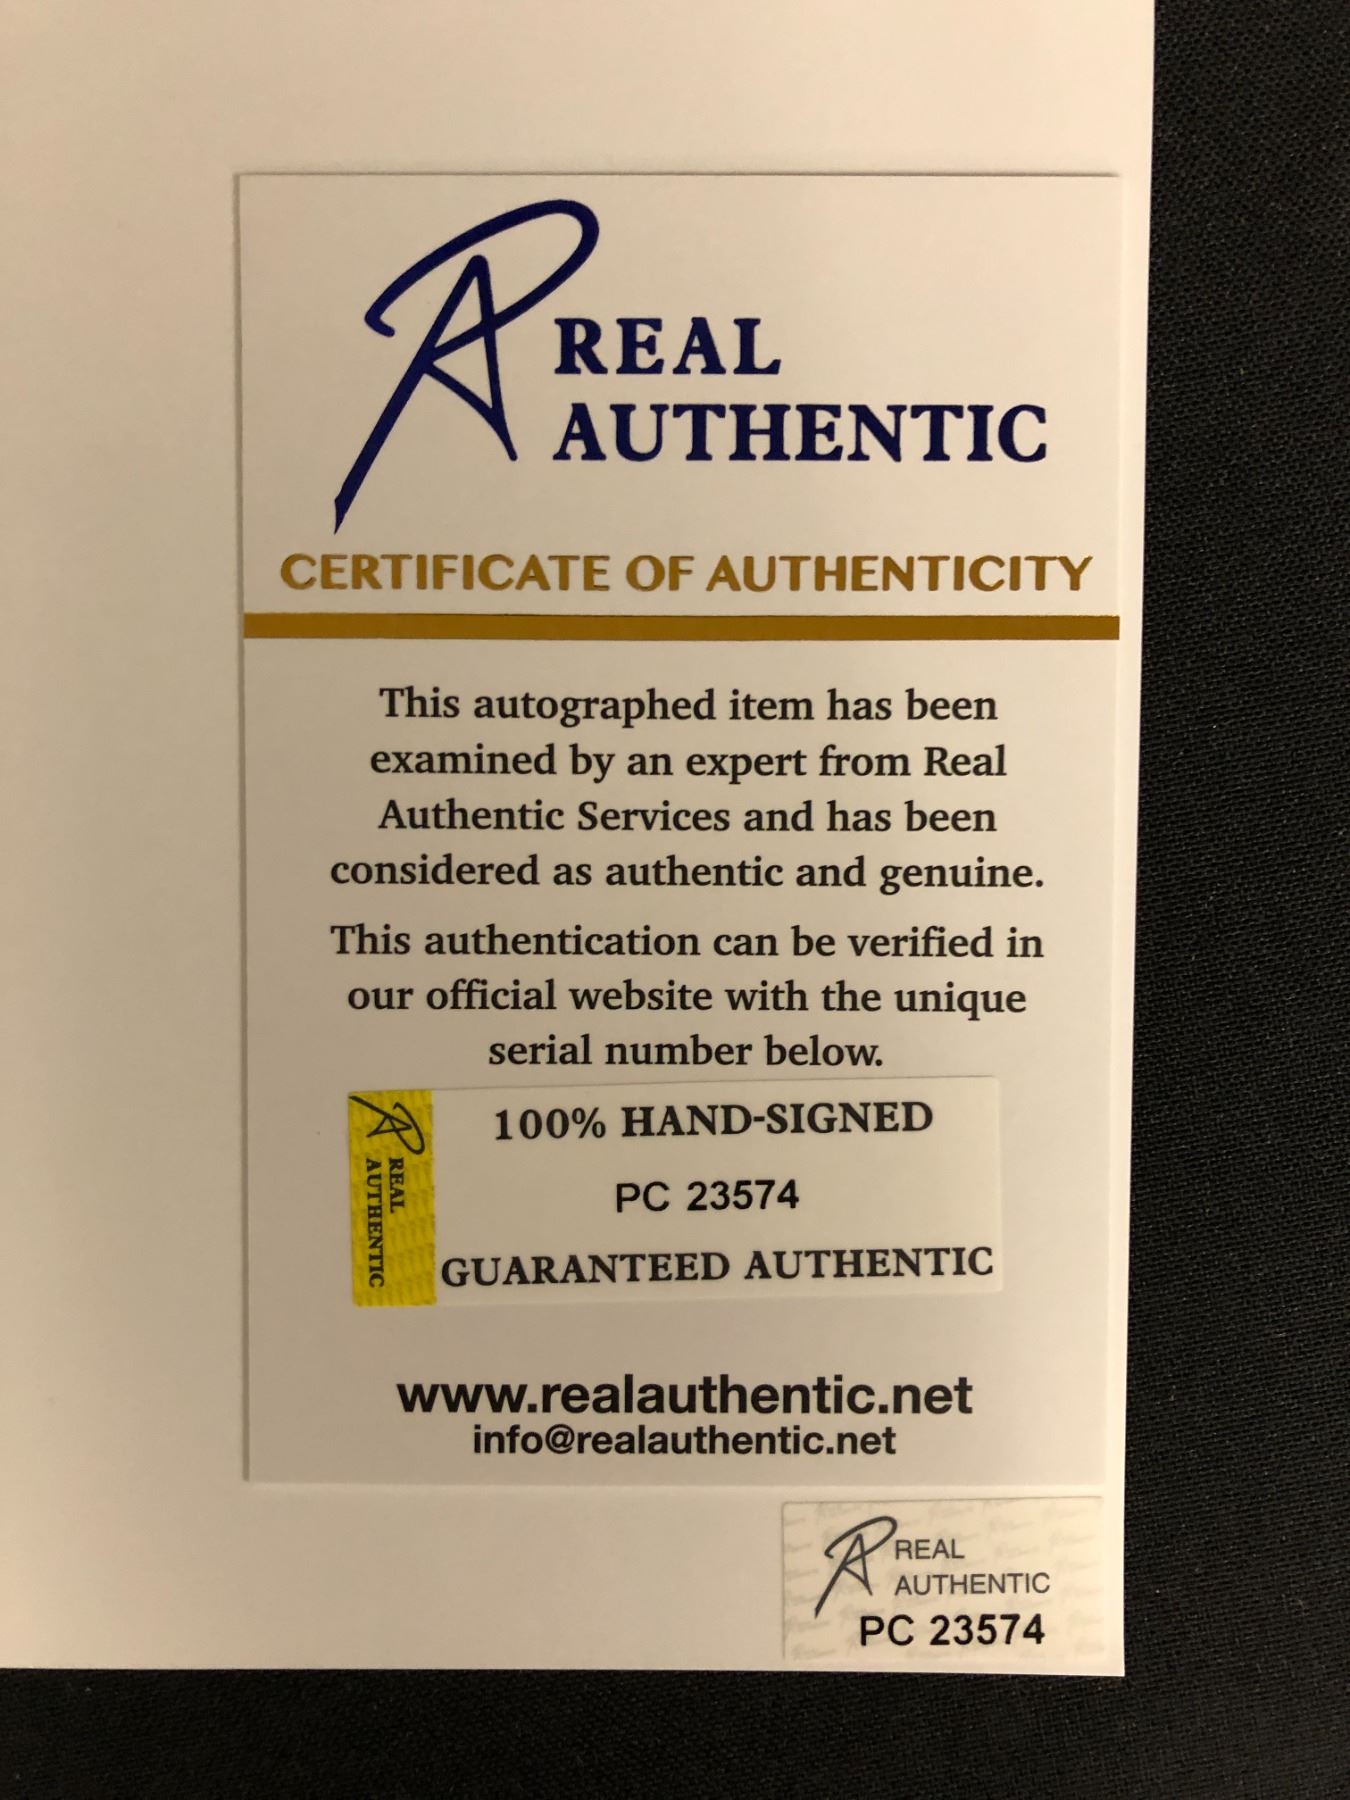 REAL
AUTHENTIC
CERTIFICATE OF AUTHENTICITY
This autographed item has been
examined by an expert from Real
Authentic Services and has been
considered as authentic and genuine.
This authentication can be verified in
our official website with the unique
serial number below.
REAL
AUTHENTIC
100% HAND-SIGNED
PC 23574
GUARANTEED AUTHENTIC
www.realauthentic.net
info@realauthentic.net
REAL
AUTHENTIC
PC 23574